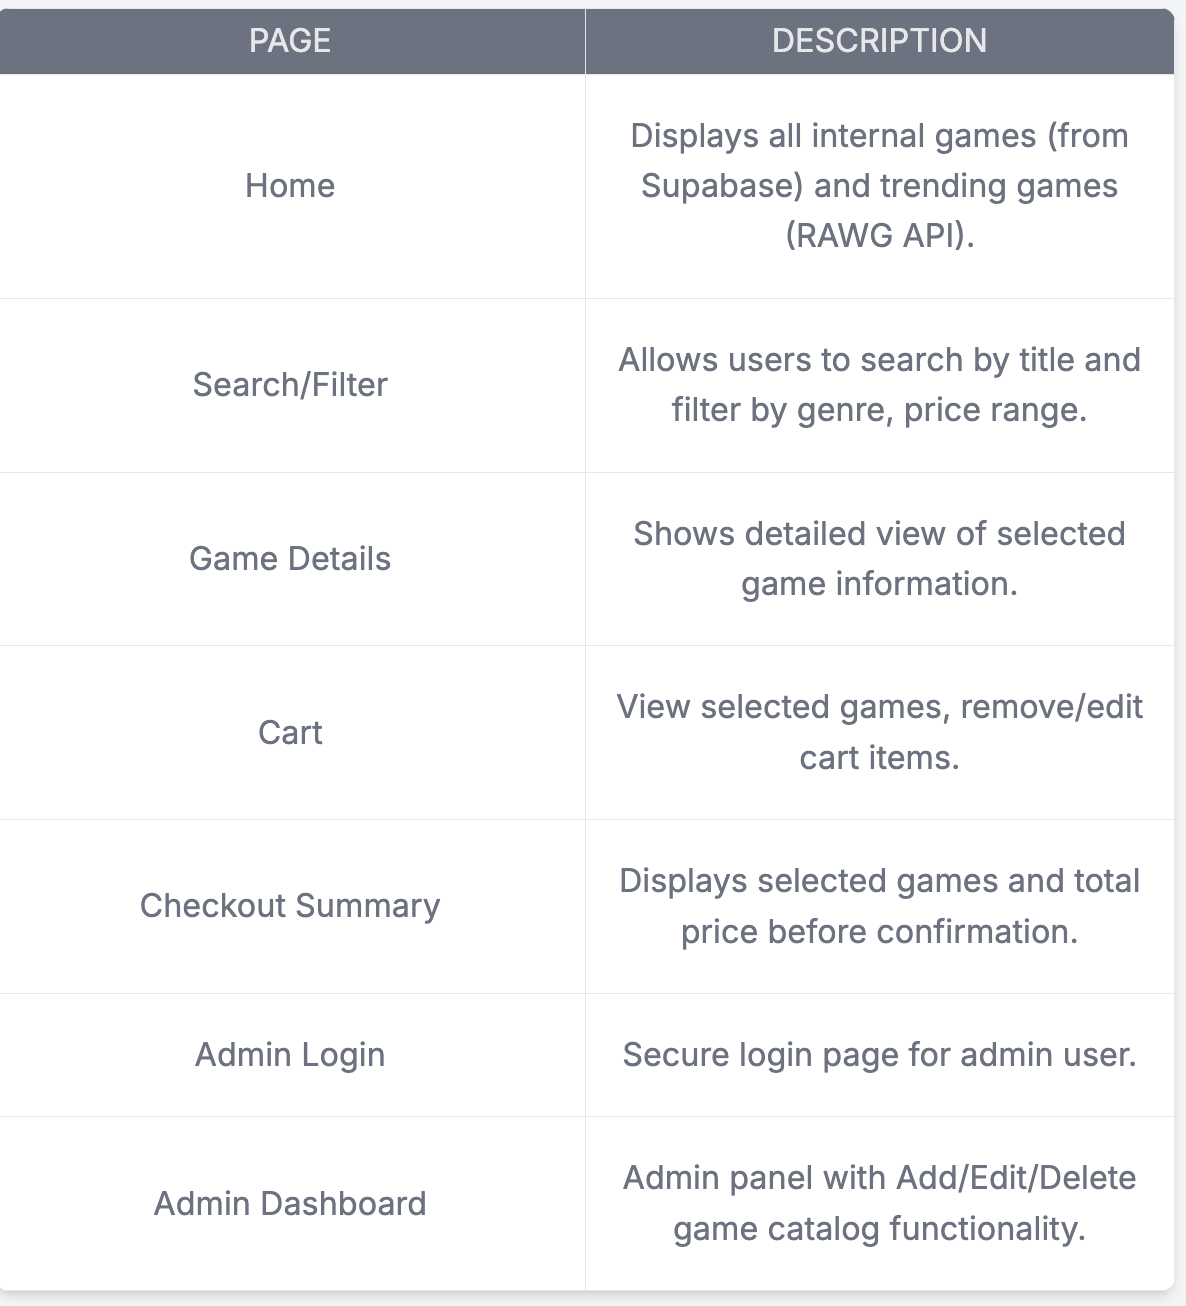 PAGE
DESCRIPTION
Home
Displays all internal games (from
Supabase) and trending games
(RAWG API).
Search/Filter
Allows users to search by title and
filter by genre, price range.
Game Details
Shows detailed view of selected
game information.
Cart
View selected games, remove/edit
cart items.
Checkout Summary
Displays selected games and total
price before confirmation.
Admin Login
Secure login page for admin user.
Admin Dashboard
Admin panel with Add/Edit/Delete
game catalog functionality.